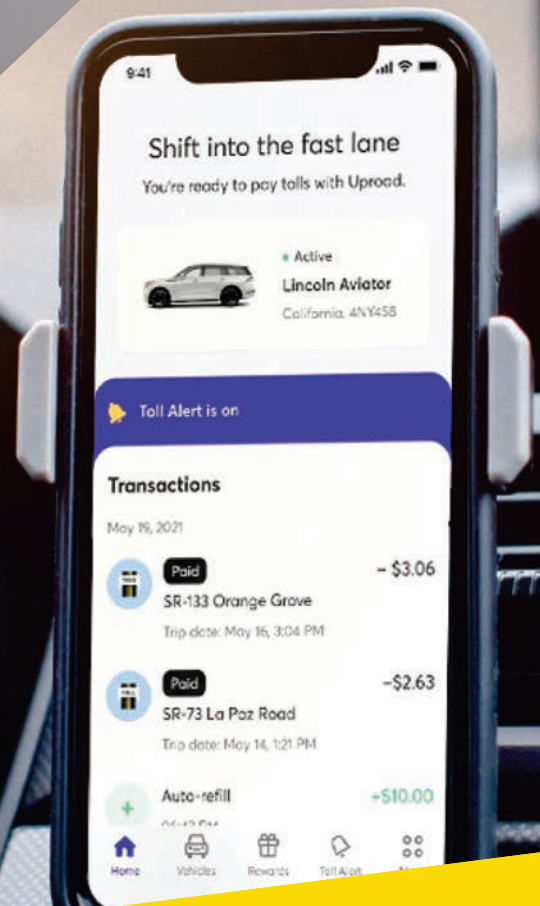 9:41
Shift into the fast lane
You're ready to pay tolls with Uproad.
Active
Lincoln Aviator
California, 4NY458
Toll Alert is on
Transactions
May 19, 2021
Paid
- $3.06
SR-133 Orange Grove
Trip date: May 16, 3:04 PM
Paid
-$2.63
SR-73 La Paz Road
Trip date: May 14, 1:21 PM
Auto-refill
+$10.00
Home
Vehicles
Rewards
Toll Alert